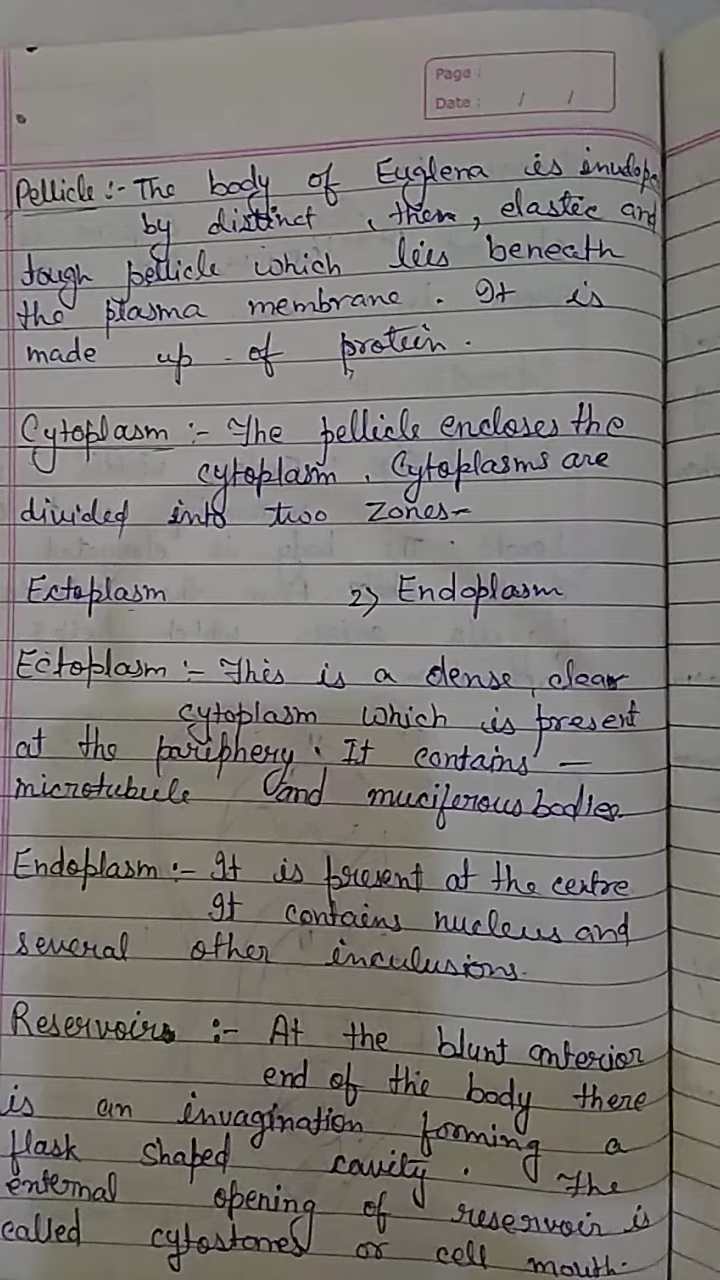 Page :
Date : / /
Pellicle :- The body of Euglena is inudope
by distinct , them, elastic and
tough pellicle which lies beneath
the plasma membrane. It is
made up of protein.
Cytoplasm :- The pellicle encloses the
cytoplasm. Cytoplasms are
divided into two zones-
Ectoplasm 2) Endoplasm
Ectoplasm :- This is a dense, clear
cytoplasm which is present
at the pariphery. It contains -
microtubule and muciferous bodies
Endoplasm :- It is present at the centre
It contains nucleus and
several other inculusions.
Reservoirs :- At the blunt anterior
end of the body there
is an invagination forming a
flask shaped cavity. The
enternal opening of reservoir is
called cytostomes or cell mouth.